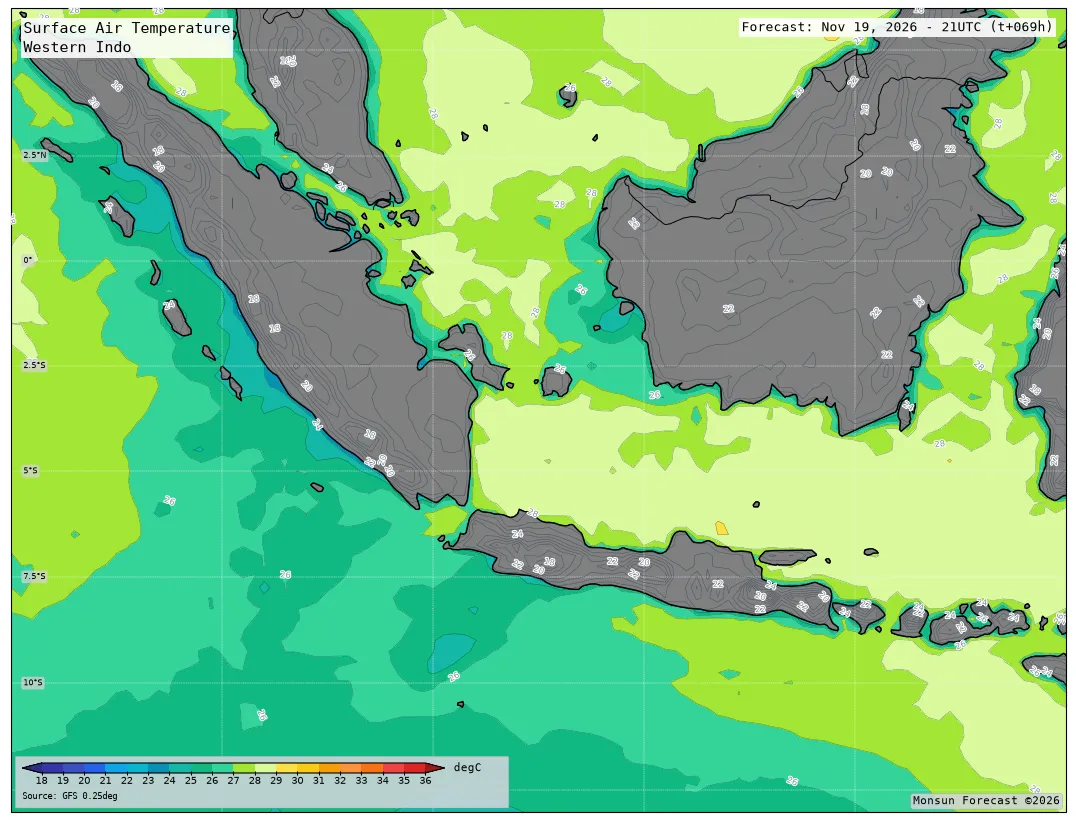 Surface Air Temperature
Western Indo
Forecast: Nov 19, 2026 - 21UTC (t+069h)
2.5°N
0°
2.5°S
5°S
7.5°S
10°S
18 19 20 21 22 23 24 25 26 27 28 29 30 31 32 33 34 35 36 degC
Source: GFS 0.25deg
Monsun Forecast ©2026